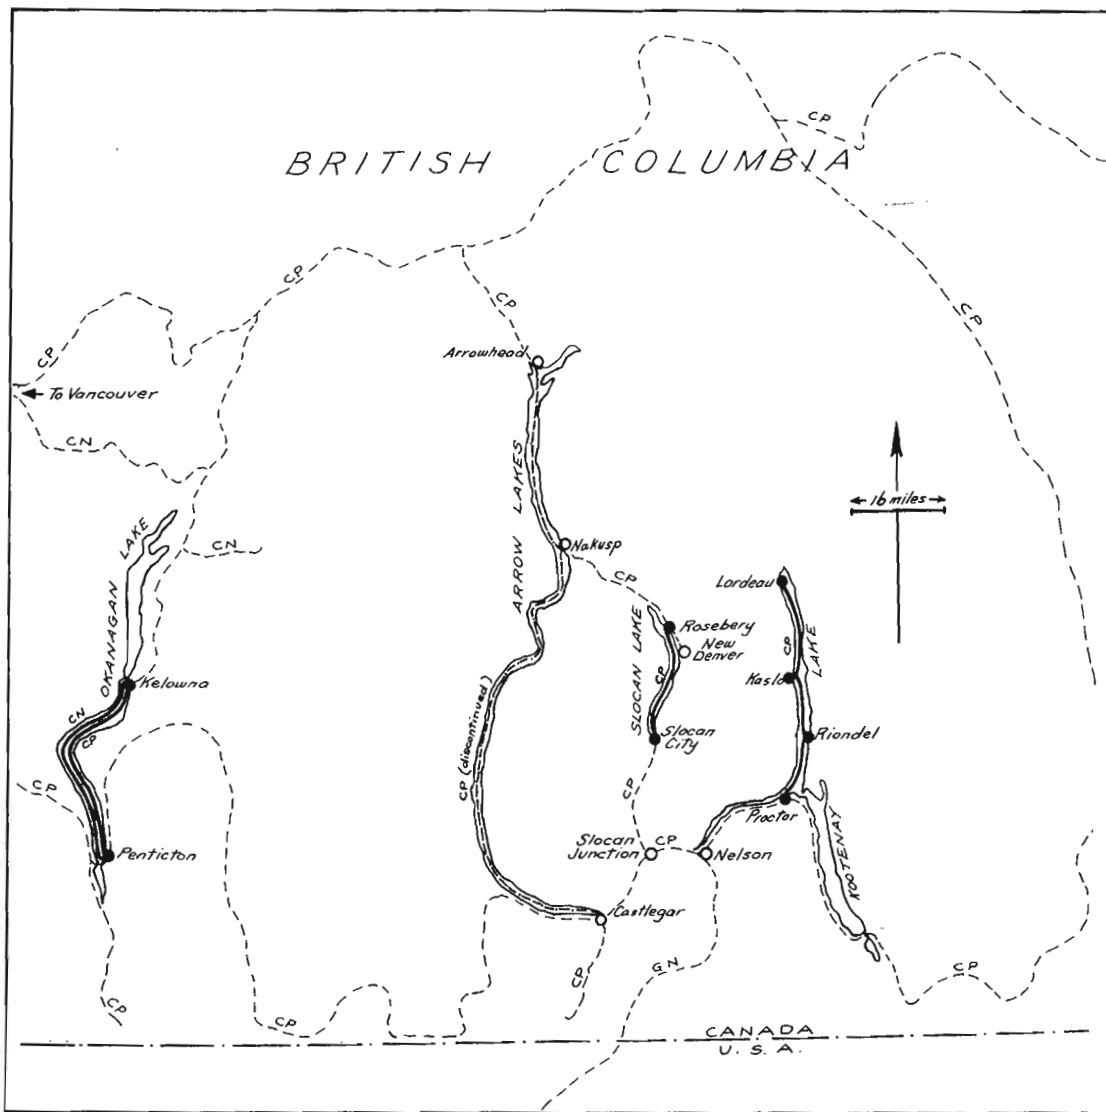 CP
BRITISH COLUMBIA
CP
CP
CP
CP
Arrowhead
CP
To Vancouver
CN
16 miles
OKANAGAN LAKE
CN
ARROW LAKES
Nakusp
CP
Lardeau
Rosebery
New
Denver
SLOCAN LAKE
CP
CP
LAKE
Kaslo
Kelowna
CN
CP
CP (discontinued)
Slocan
City
Riondel
CP
CP
Proctor
KOOTENAY
Penticton
Slocan
Junction
CP
Nelson
Castlegar
CP
GN
CP
CP
CP
CANADA
U.S.A.